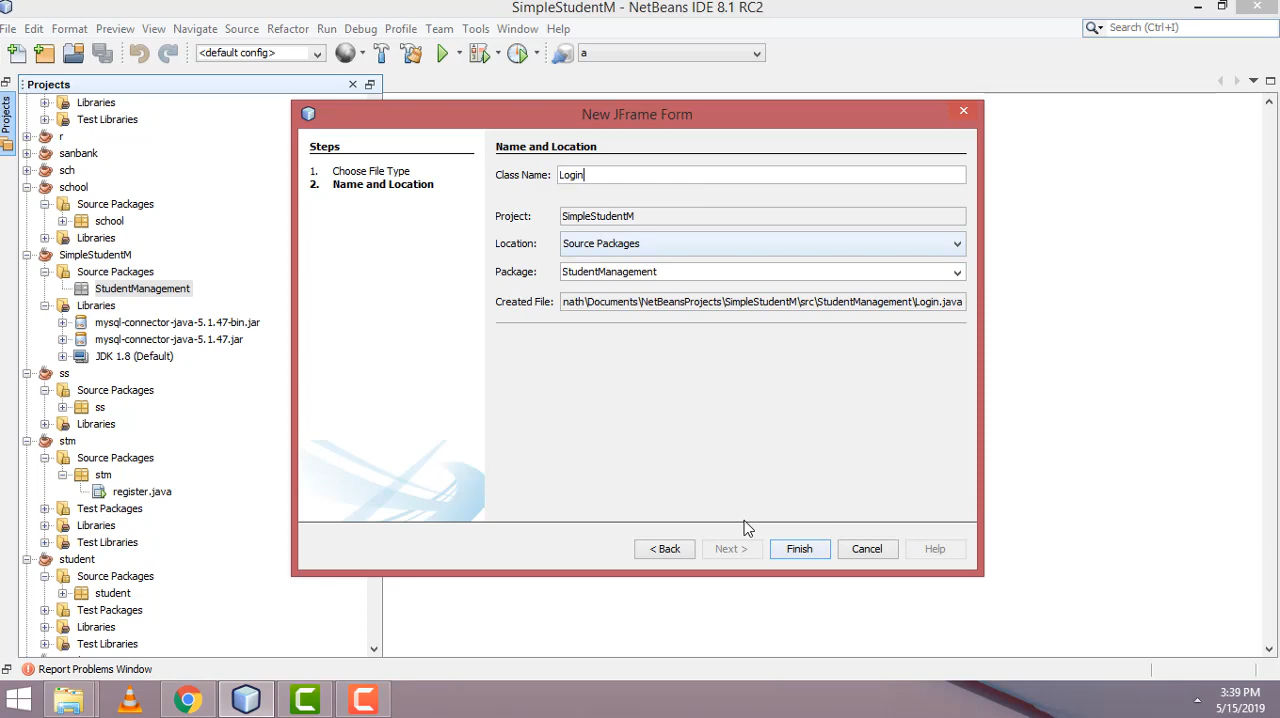 SimpleStudentM - NetBeans IDE 8.1 RC2
File Edit Format Preview View Navigate Source Refactor Run Debug Profile Team Tools Window Help
Search (Ctrl+I)
<default config>
a
Projects
Projects
Libraries
Test Libraries
r
sanbank
sch
school
Source Packages
school
Libraries
SimpleStudentM
Source Packages
StudentManagement
Libraries
mysql-connector-java-5.1.47-bin.jar
mysql-connector-java-5.1.47.jar
JDK 1.8 (Default)
ss
Source Packages
ss
Libraries
stm
Source Packages
stm
register.java
Test Packages
Libraries
Test Libraries
student
Source Packages
student
Test Packages
Libraries
Test Libraries
New JFrame Form
Steps
1. Choose File Type
2. Name and Location
Name and Location
Class Name: Login
Project: SimpleStudentM
Location: Source Packages
Package: StudentManagement
Created File: nath\Documents\NetBeansProjects\SimpleStudentM\src\StudentManagement\Login.java
< Back Next > Finish Cancel Help
Report Problems Window
3:39 PM
5/15/2019